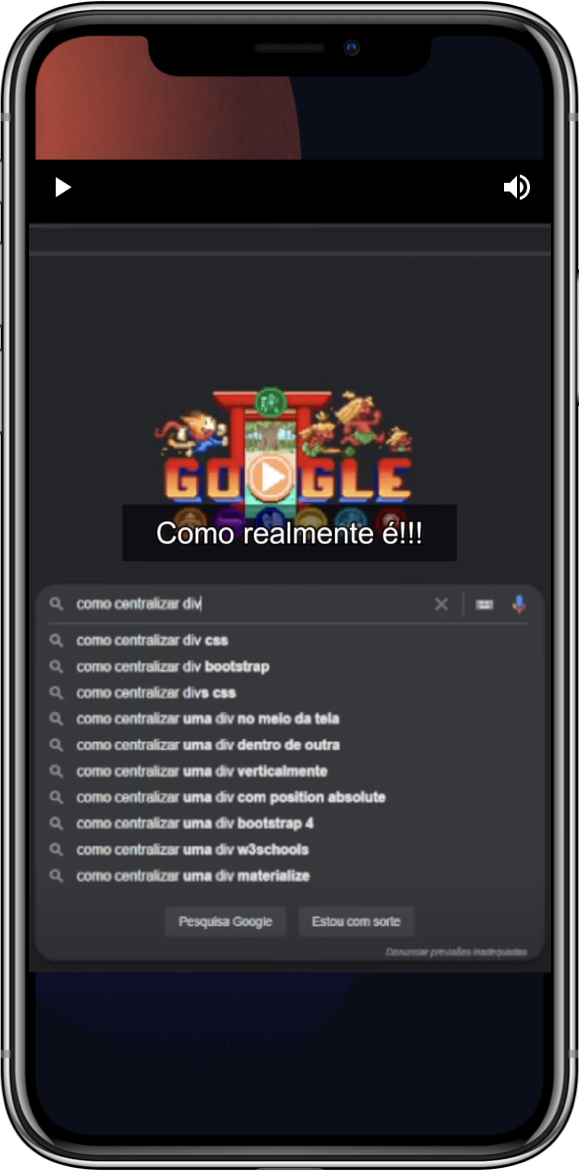 GOOGLE
Como realmente é!!!
como centralizar div
como centralizar div css
como centralizar div bootstrap
como centralizar divs css
como centralizar uma div no meio da tela
como centralizar uma div dentro de outra
como centralizar uma div verticalmente
como centralizar uma div com position absolute
como centralizar uma div bootstrap 4
como centralizar uma div w3schools
como centralizar uma div materialize
Pesquisa Google
Estou com sorte
Denunciar previsões inadequadas